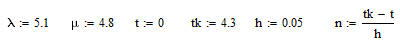 λ := 5.1 μ := 4.8 t := 0 tk := 4.3 h := 0.05 n := (tk − t)/h